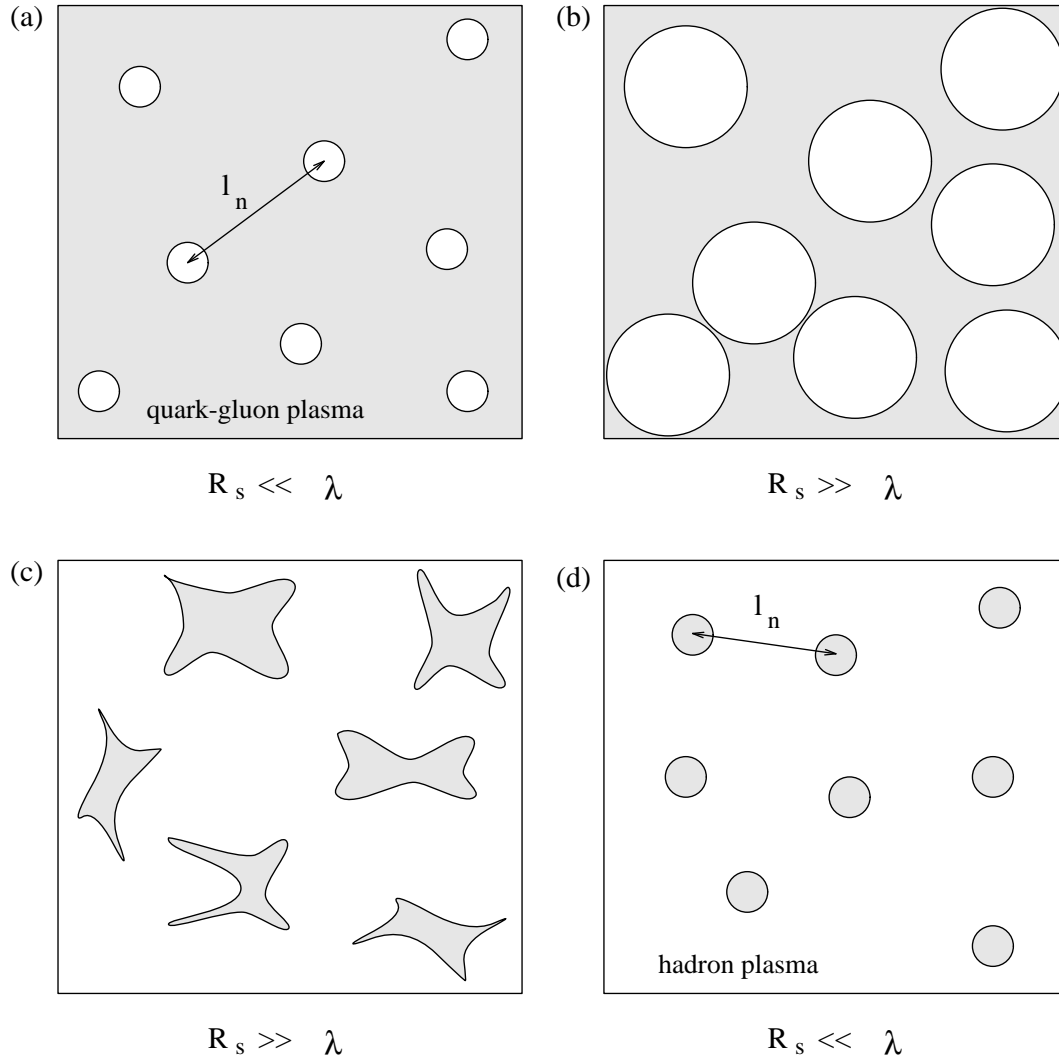 (a)
(b)
l n
quark-gluon plasma
R s << λ
R s >> λ
(c)
(d)
l n
hadron plasma
R s >> λ
R s << λ